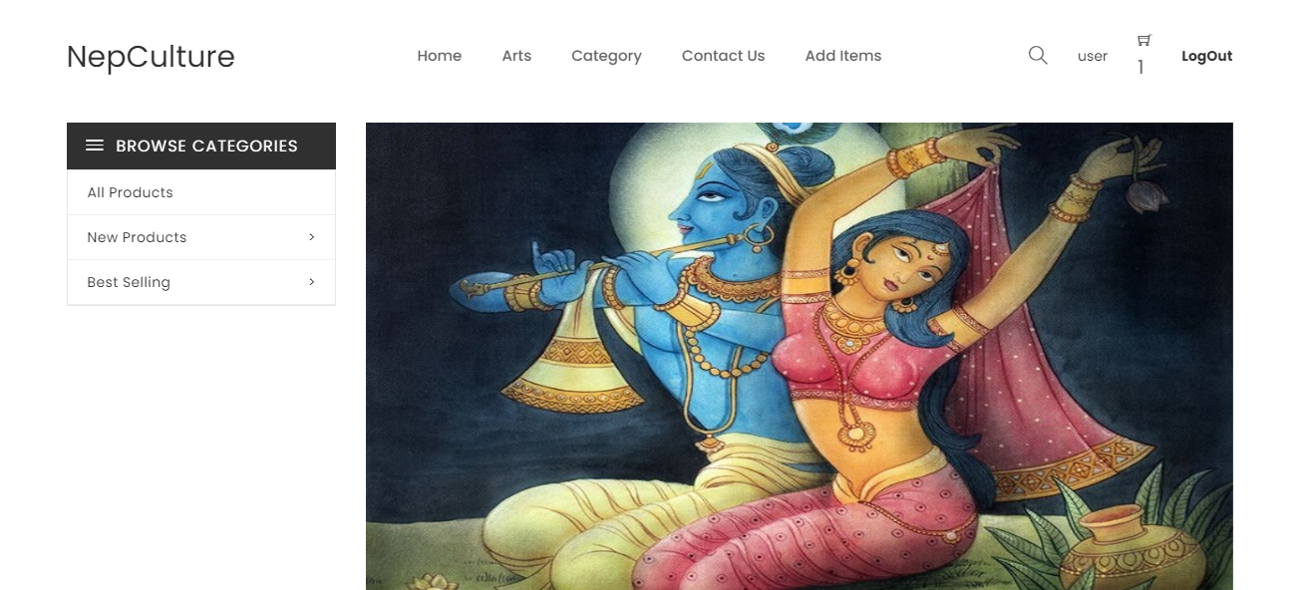 NepCulture
Home Arts Category Contact Us Add Items
user 1 LogOut
BROWSE CATEGORIES
All Products
New Products
Best Selling